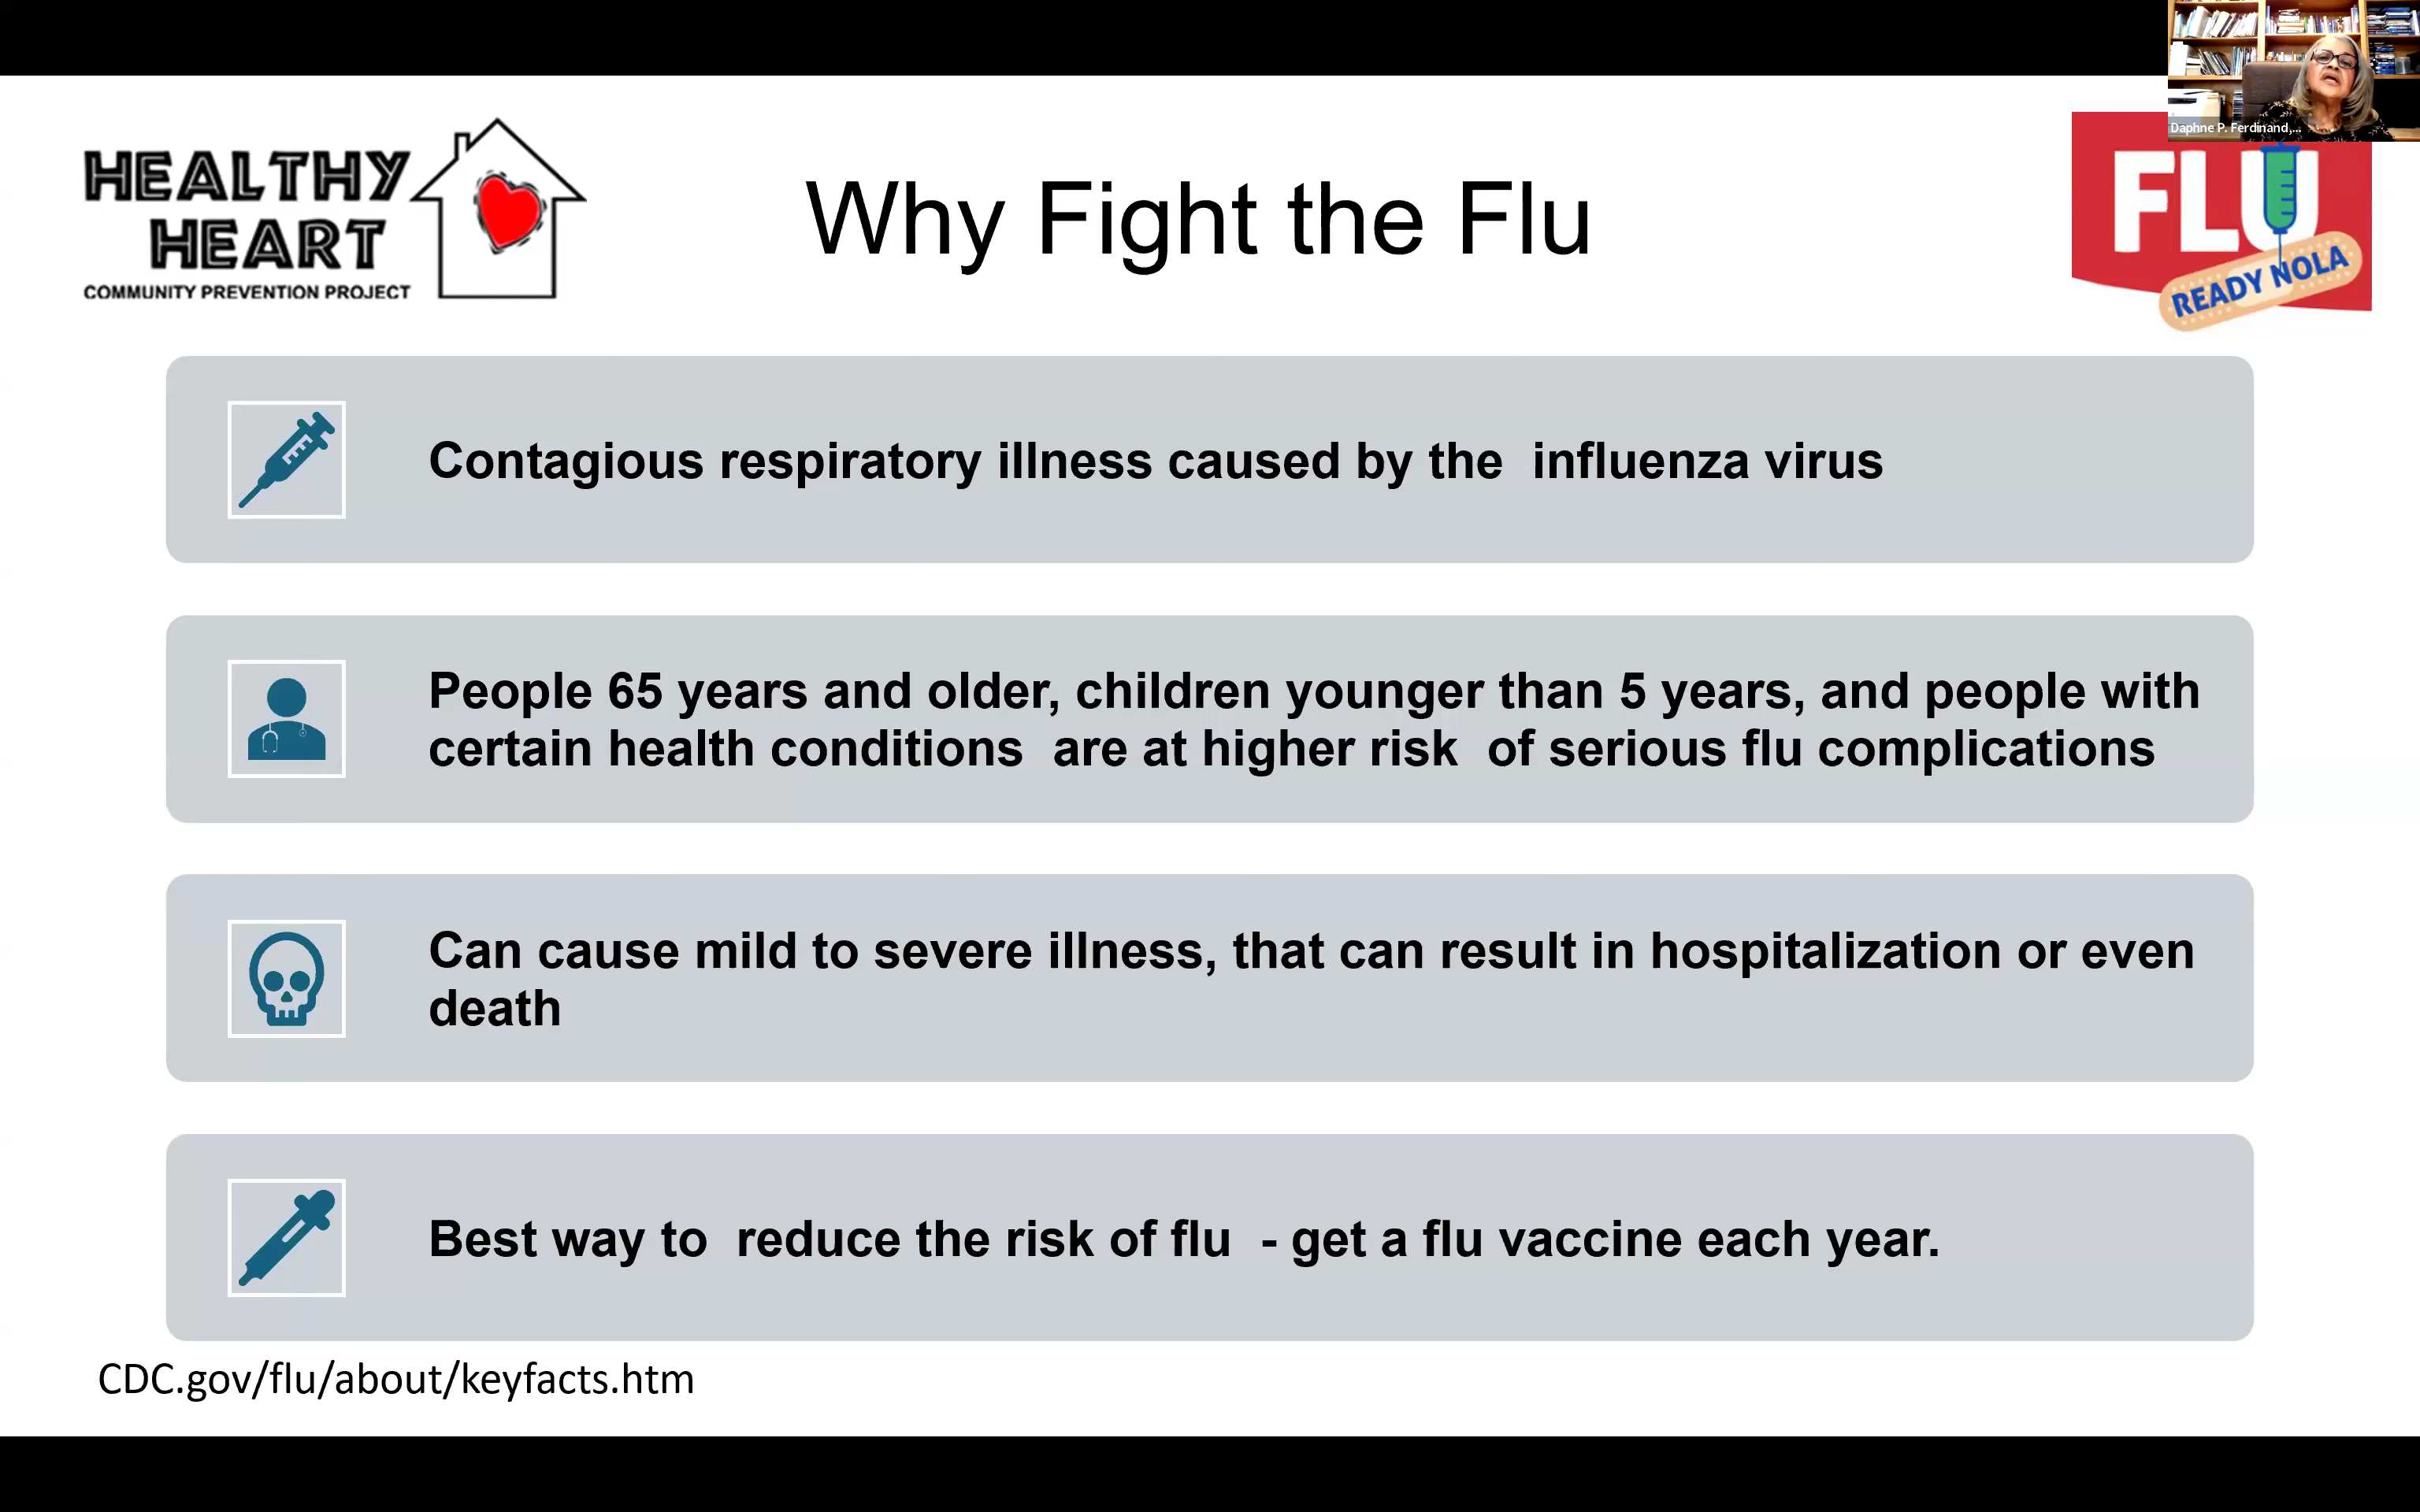 Daphne P. Ferdinand,...
HEALTHY
HEART
COMMUNITY PREVENTION PROJECT
Why Fight the Flu
FLU
READY NOLA
Contagious respiratory illness caused by the  influenza virus
People 65 years and older, children younger than 5 years, and people with
certain health conditions  are at higher risk  of serious flu complications
Can cause mild to severe illness, that can result in hospitalization or even
death
Best way to  reduce the risk of flu  - get a flu vaccine each year.
CDC.gov/flu/about/keyfacts.htm